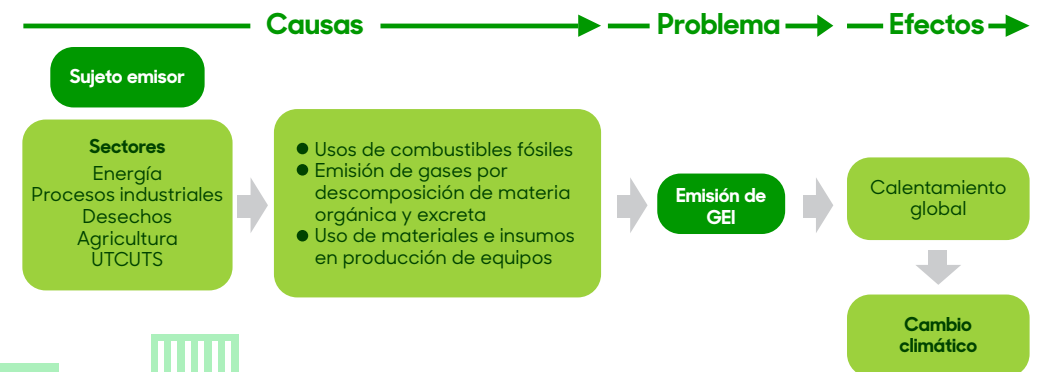 Causas
Problema
Efectos
Sujeto emisor
Sectores
Energía
Procesos industriales
Desechos
Agricultura
UTCUTS
● Usos de combustibles fósiles
● Emisión de gases por
descomposición de materia
orgánica y excreta
● Uso de materiales e insumos
en producción de equipos
Emisión de
GEI
Calentamiento
global
Cambio
climático